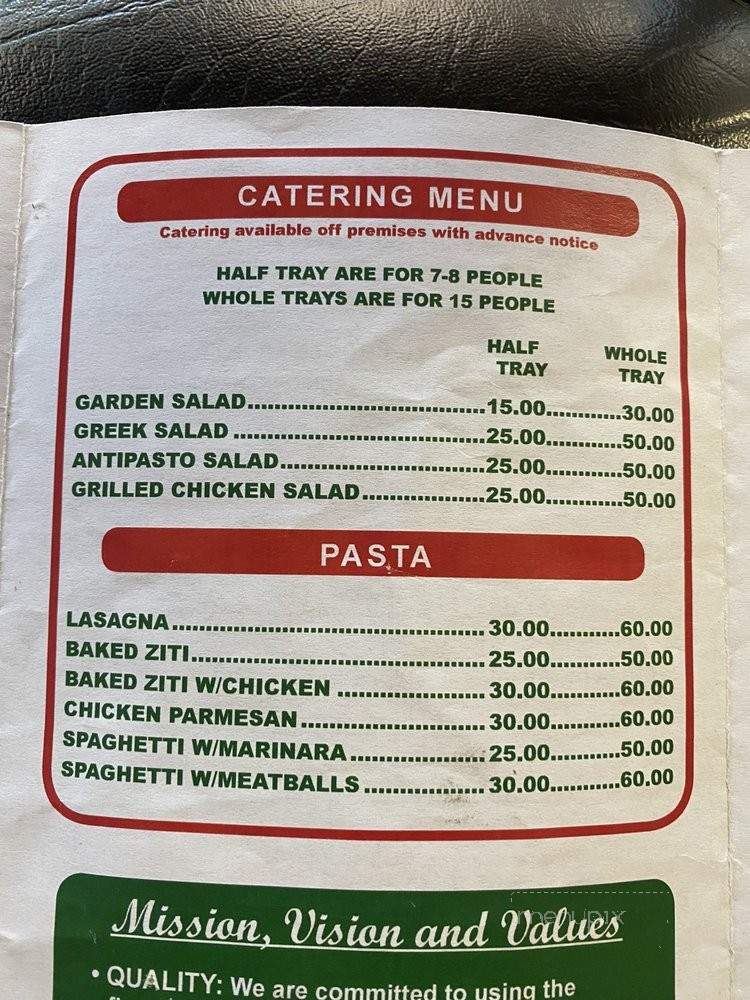 CATERING MENU
Catering available off premises with advance notice
HALF TRAY ARE FOR 7-8 PEOPLE
WHOLE TRAYS ARE FOR 15 PEOPLE
HALF WHOLE
TRAY TRAY
GARDEN SALAD 15.00 30.00
GREEK SALAD 25.00 50.00
ANTIPASTO SALAD 25.00 50.00
GRILLED CHICKEN SALAD 25.00 50.00
PASTA
LASAGNA 30.00 60.00
BAKED ZITI 25.00 50.00
BAKED ZITI W/CHICKEN 30.00 60.00
CHICKEN PARMESAN 30.00 60.00
SPAGHETTI W/MARINARA 25.00 50.00
SPAGHETTI W/MEATBALLS 30.00 60.00
Mission, Vision and Values
menupix
• QUALITY: We are committed to using the